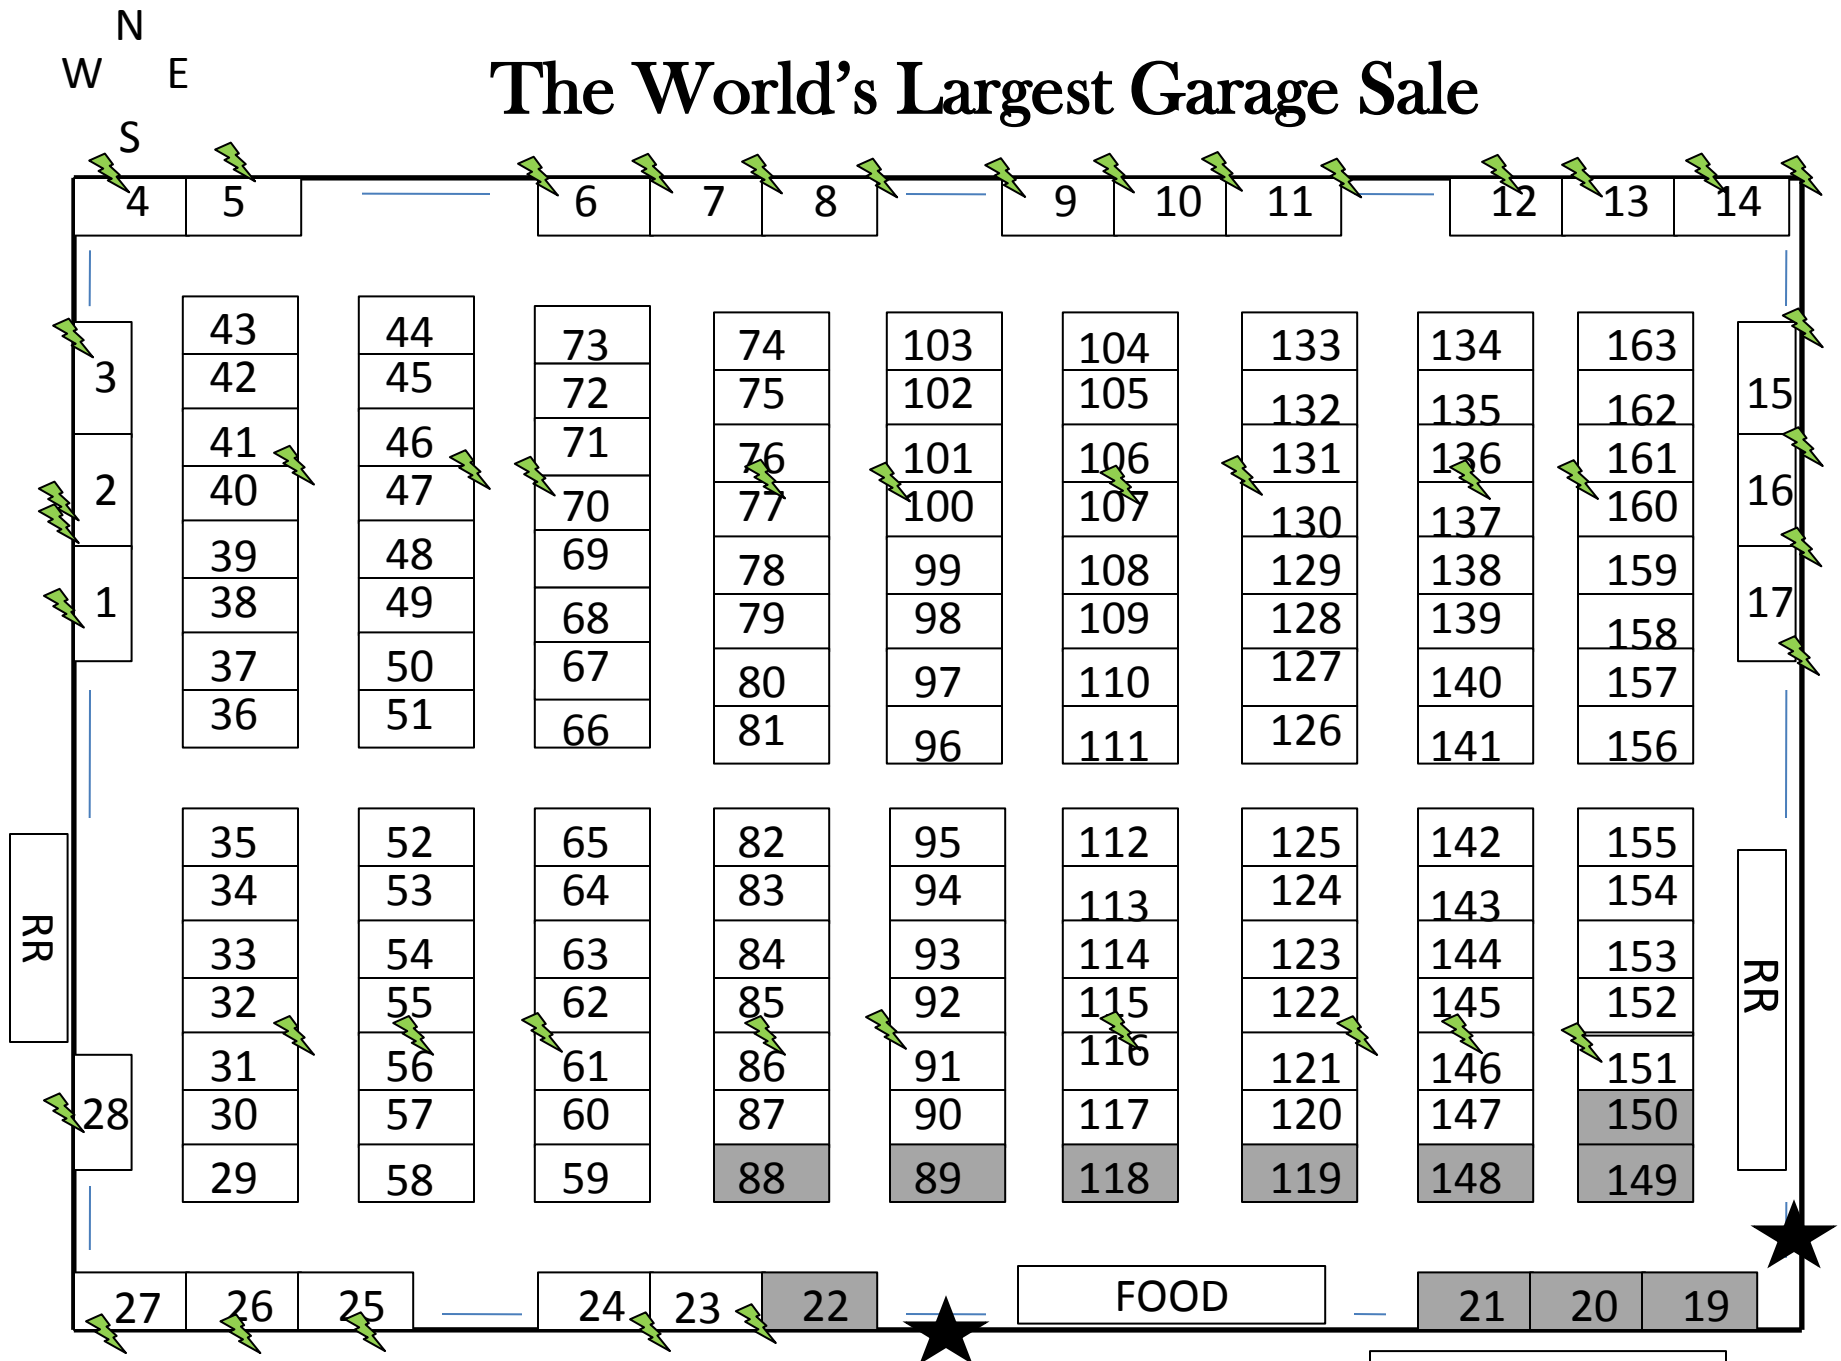 N
W E
S
The World’s Largest Garage Sale
4 5 6 7 8 9 10 11 12 13 14
43 44 73 74 103 104 133 134 163
3 42 45 72 75 102 105 132 135 162 15
41 46 71 76 101 106 131 136 161
2 40 47 70 77 100 107 130 137 160 16
39 48 69 78 99 108 129 138 159
1 38 49 68 79 98 109 128 139 158 17
37 50 67 80 97 110 127 140 157
36 51 66 81 96 111 126 141 156
35 52 65 82 95 112 125 142 155
34 53 64 83 94 113 124 143 154
RR 33 54 63 84 93 114 123 144 153 RR
32 55 62 85 92 115 122 145 152
31 56 61 86 91 116 121 146 151
28 30 57 60 87 90 117 120 147 150
29 58 59 88 89 118 119 148 149
27 26 25 24 23 22 FOOD 21 20 19